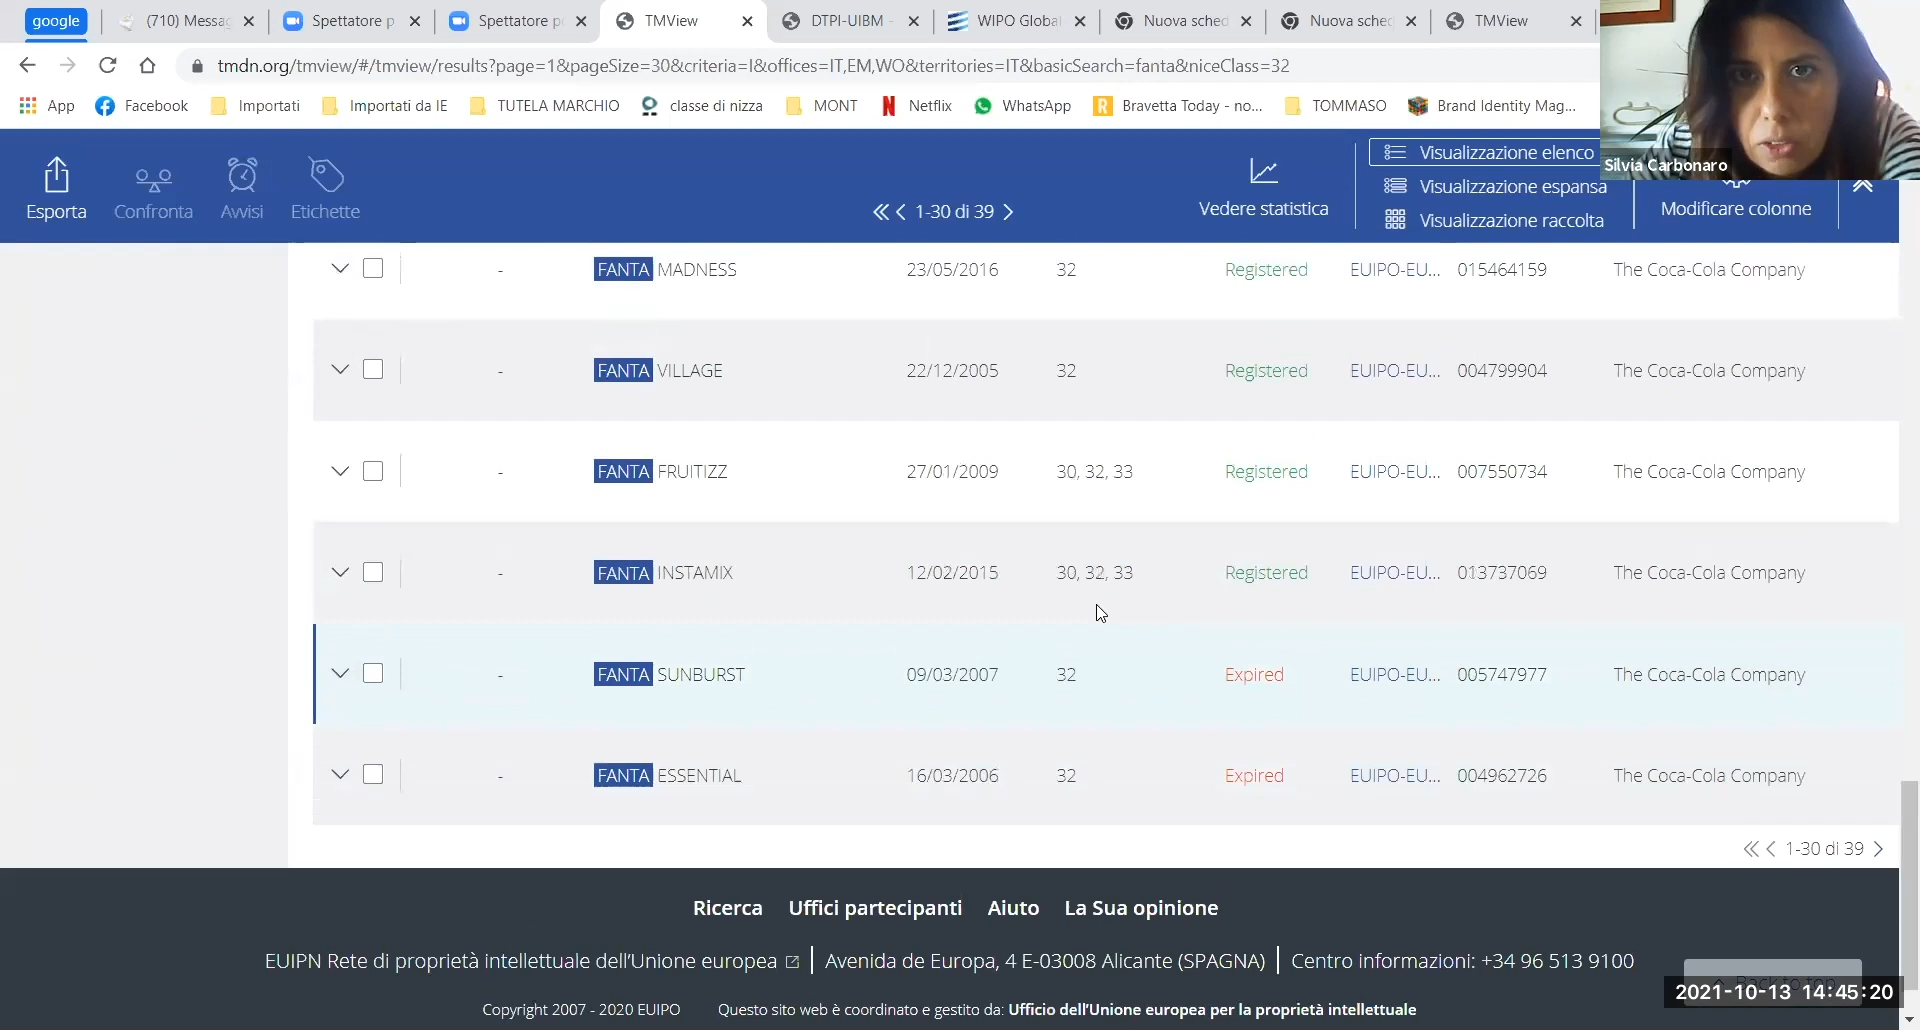 google (710) Messag Spettatore p Spettatore p TMView DTPI-UIBM - WIPO Global Nuova sched Nuova sched TMView
tmdn.org/tmview/#/tmview/results?page=1&pageSize=30&criteria=I&offices=IT,EM,WO&territories=IT&basicSearch=fanta&niceClass=32
App Facebook Importati Importati da IE TUTELA MARCHIO classe di nizza MONT Netflix WhatsApp Bravetta Today - no... TOMMASO Brand Identity Mag...
Silvia Carbonaro
Esporta Confronta Avvisi Etichette 1-30 di 39 Vedere statistica Modificare colonne
Visualizzazione elenco
Visualizzazione espansa
Visualizzazione raccolta
- FANTA MADNESS 23/05/2016 32 Registered EUIPO-EU... 015464159 The Coca-Cola Company
- FANTA VILLAGE 22/12/2005 32 Registered EUIPO-EU... 004799904 The Coca-Cola Company
- FANTA FRUITIZZ 27/01/2009 30, 32, 33 Registered EUIPO-EU... 007550734 The Coca-Cola Company
- FANTA INSTAMIX 12/02/2015 30, 32, 33 Registered EUIPO-EU... 013737069 The Coca-Cola Company
- FANTA SUNBURST 09/03/2007 32 Expired EUIPO-EU... 005747977 The Coca-Cola Company
- FANTA ESSENTIAL 16/03/2006 32 Expired EUIPO-EU... 004962726 The Coca-Cola Company
1-30 di 39
Ricerca Uffici partecipanti Aiuto La Sua opinione
EUIPN Rete di proprietà intellettuale dell'Unione europea Avenida de Europa, 4 E-03008 Alicante (SPAGNA) Centro informazioni: +34 96 513 9100
Back to top
2021-10-13 14:45:20
Copyright 2007 - 2020 EUIPO Questo sito web è coordinato e gestito da: Ufficio dell'Unione europea per la proprietà intellettuale